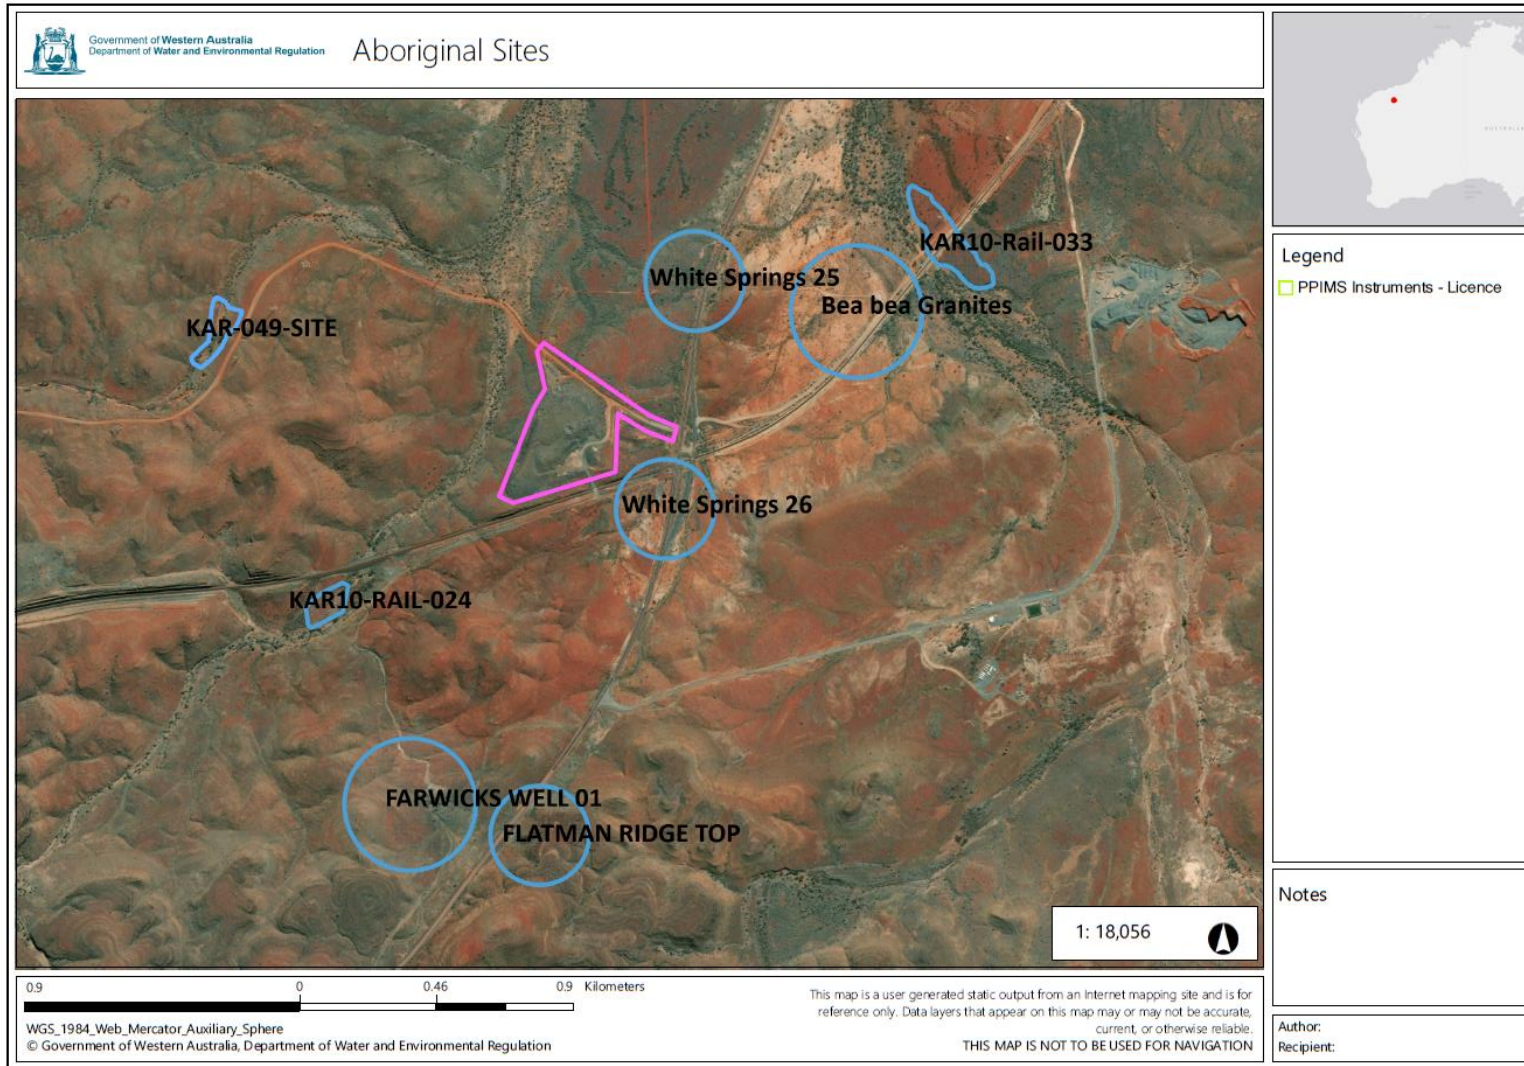 Government of Western Australia
Department of Water and Environmental Regulation
Aboriginal Sites
KAR10-Rail-033
White Springs 25
Bea bea Granites
KAR-049-SITE
White Springs 26
KAR10-RAIL-024
FARWICKS WELL 01
FLATMAN RIDGE TOP
1: 18,056
Legend
PPIMS Instruments - Licence
Notes
0.9 0 0.46 0.9 Kilometers
WGS_1984_Web_Mercator_Auxiliary_Sphere
© Government of Western Australia, Department of Water and Environmental Regulation
This map is a user generated static output from an Internet mapping site and is for
reference only. Data layers that appear on this map may or may not be accurate,
current, or otherwise reliable.
THIS MAP IS NOT TO BE USED FOR NAVIGATION
Author:
Recipient: